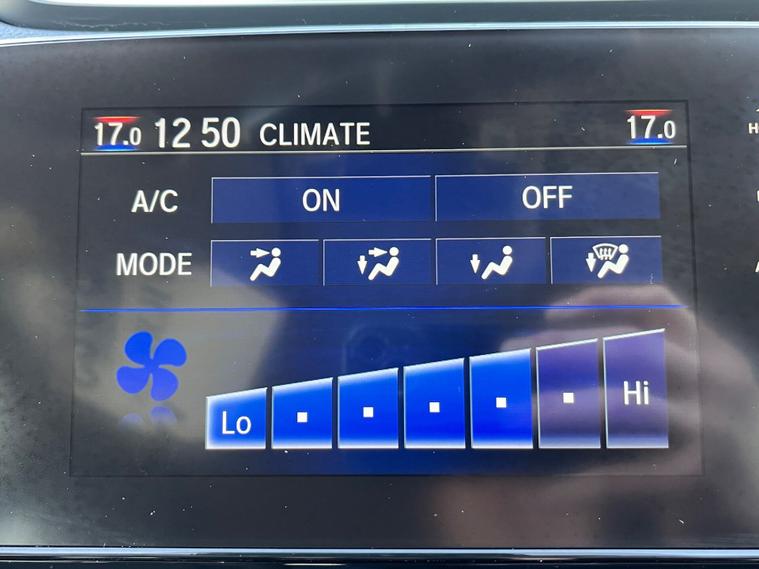 17.0 12 50 CLIMATE 17.0
A/C ON OFF
MODE
Lo Hi